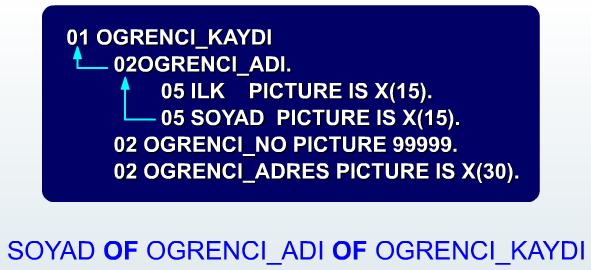 01 OGRENCI_KAYDI
02OGRENCI_ADI.
05 ILK PICTURE IS X(15).
05 SOYAD PICTURE IS X(15).
02 OGRENCI_NO PICTURE 99999.
02 OGRENCI_ADRES PICTURE IS X(30).
SOYAD OF OGRENCI_ADI OF OGRENCI_KAYDI